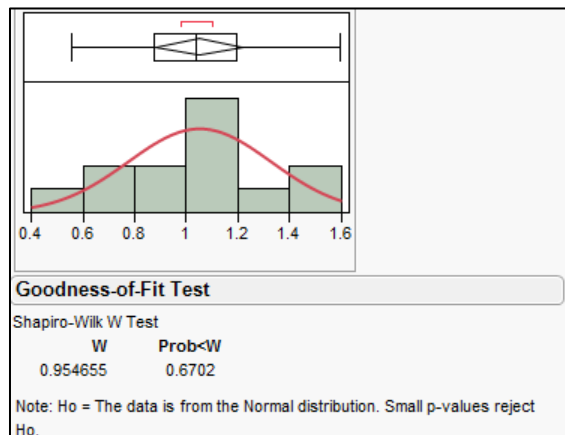 0.4 0.6 0.8 1 1.2 1.4 1.6
Goodness-of-Fit Test
Shapiro-Wilk W Test
W Prob<W
0.954655 0.6702
Note: Ho = The data is from the Normal distribution. Small p-values reject
Ho.